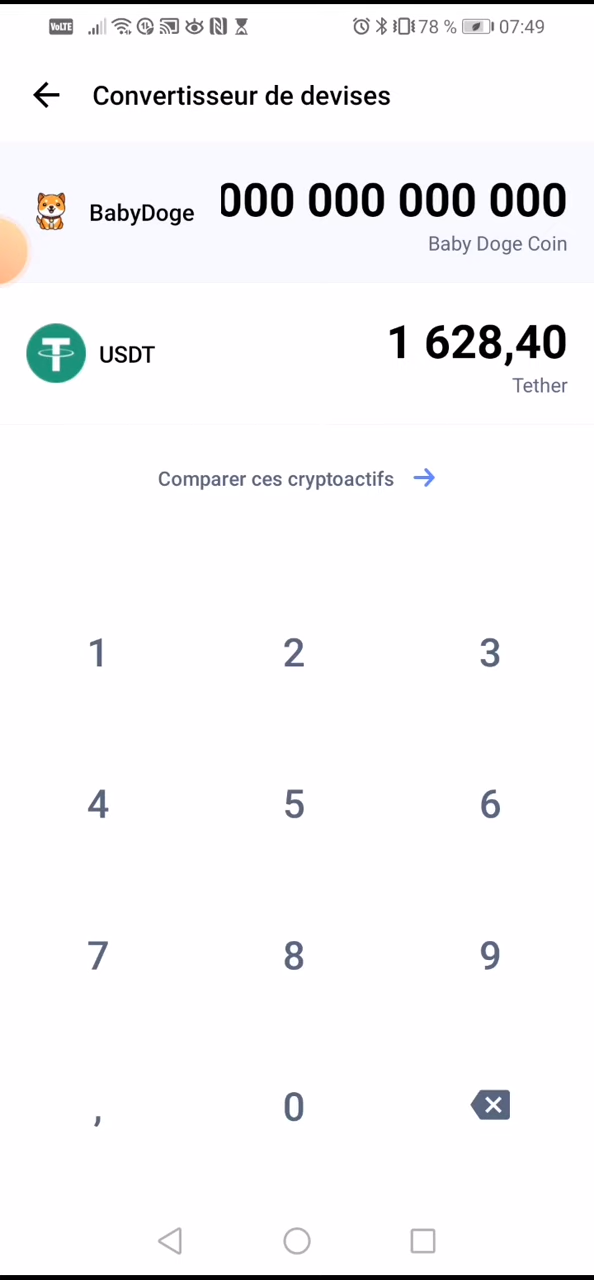 VoLTE 78 % 07:49
Convertisseur de devises
BabyDoge 000 000 000 000
Baby Doge Coin
USDT 1 628,40
Tether
Comparer ces cryptoactifs
1 2 3
4 5 6
7 8 9
, 0